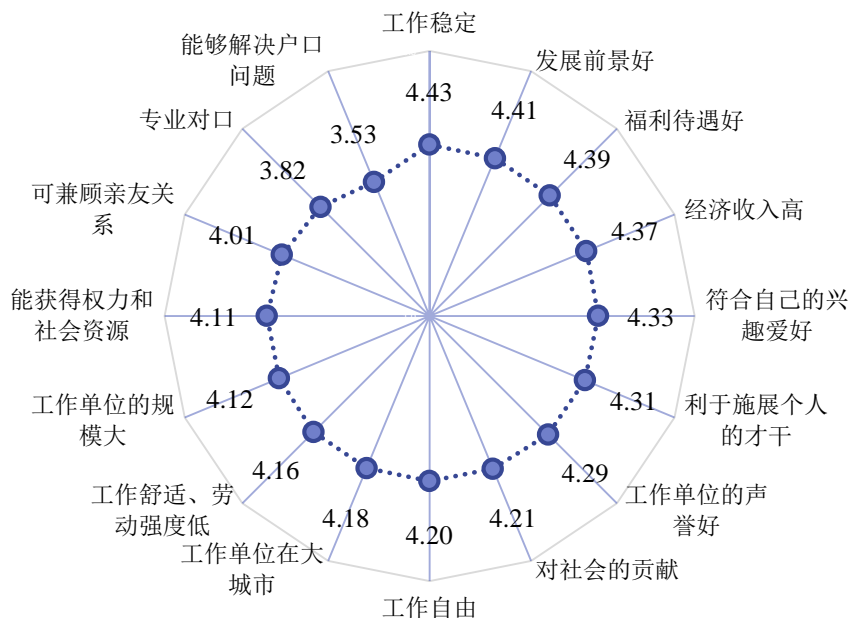 工作稳定
4.43
发展前景好
4.41
福利待遇好
4.39
经济收入高
4.37
符合自己的兴
趣爱好
4.33
利于施展个人
的才干
4.31
工作单位的声
誉好
4.29
对社会的贡献
4.21
工作自由
4.20
工作单位在大
城市
4.18
工作舒适、劳
动强度低
4.16
工作单位的规
模大
4.12
能获得权力和
社会资源
4.11
可兼顾亲友关
系
4.01
专业对口
3.82
能够解决户口
问题
3.53